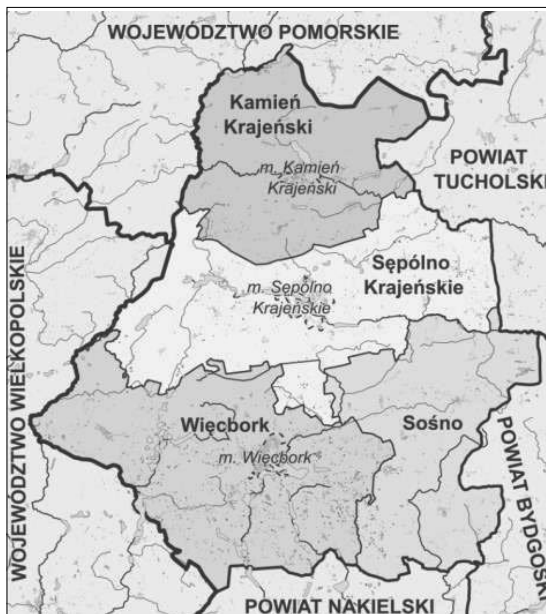 WOJEWÓDZTWO POMORSKIE
Kamień
Krajeński
m. Kamień
Krajeński
POWIAT
TUCHOLSKI
Sępólno
Krajeńskie
m. Sępólno
Krajeńskie
WOJEWÓDZTWO WIELKOPOLSKIE
Więcbork
m. Więcbork
Sośno
POWIAT BYDGOSKI
POWIAT NAKIELSKI